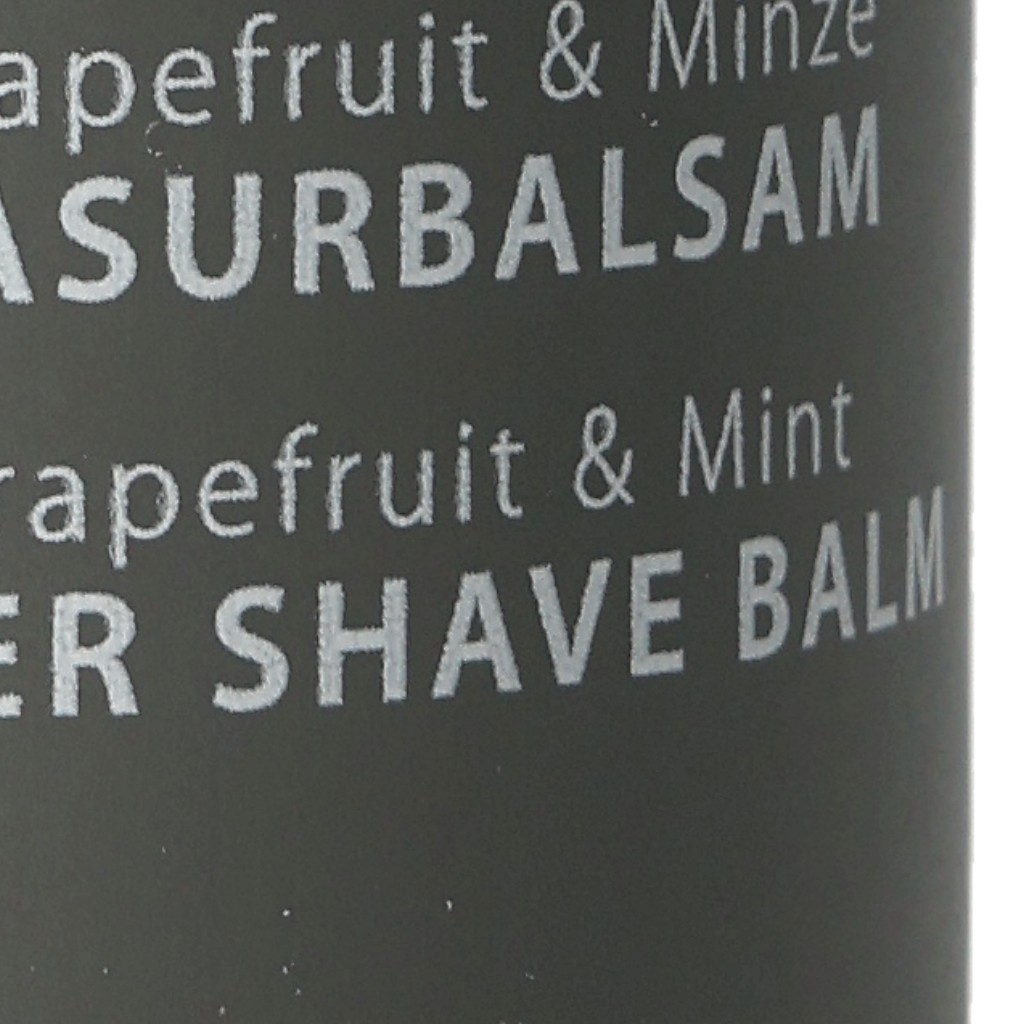 apefruit & Minze
ASURBALSAM
rapefruit & Mint
ER SHAVE BALM